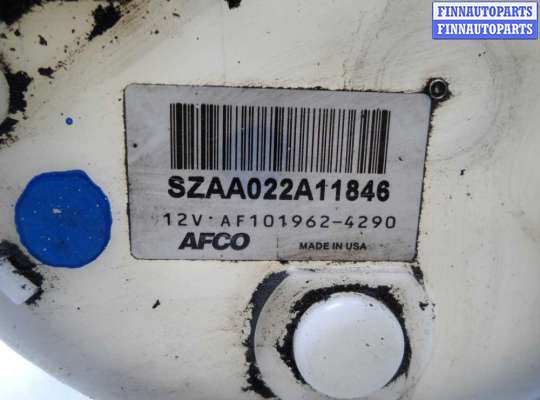 FINNAUTOPARTS
FINNAUTOPARTS
SZAA022A11846
12V AF101962-4290
AFCO MADE IN USA